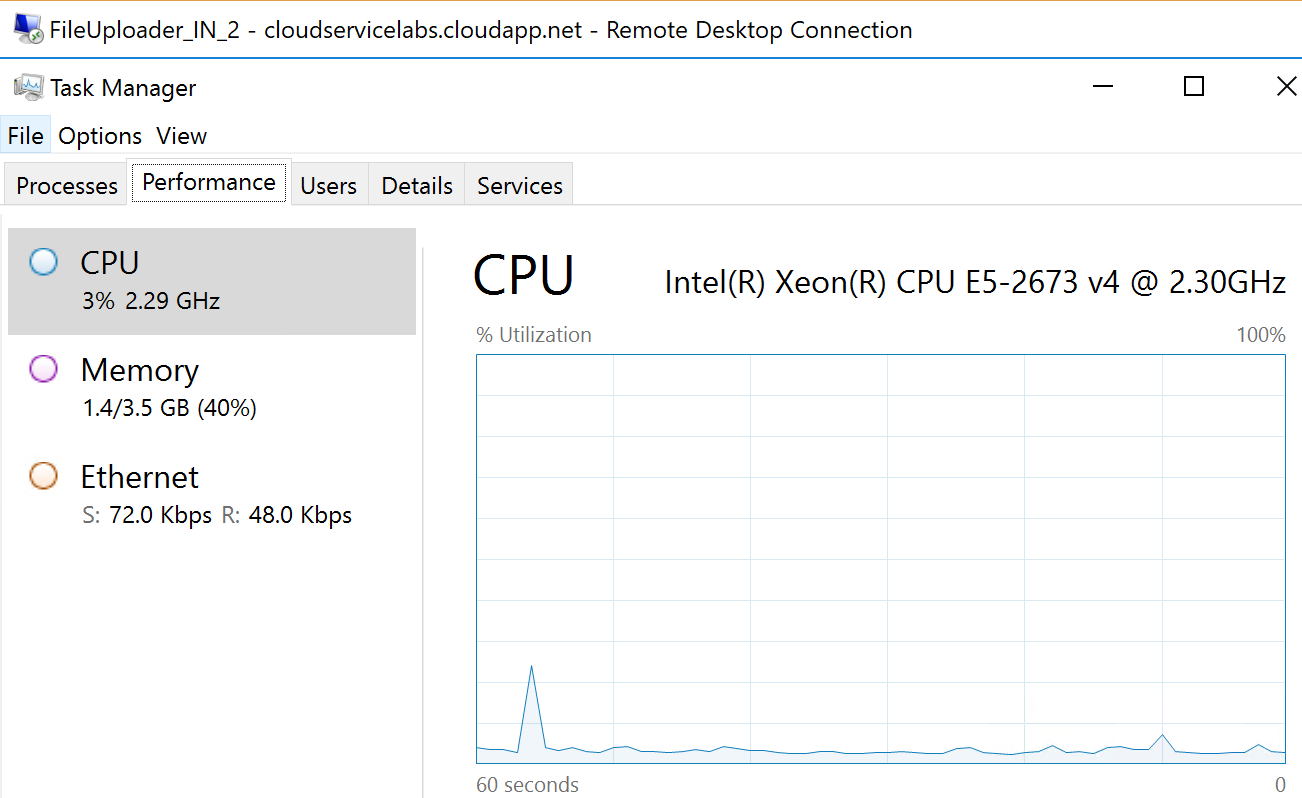 FileUploader_IN_2 - cloudservicelabs.cloudapp.net - Remote Desktop Connection
Task Manager
File Options View
Processes Performance Users Details Services
CPU
3% 2.29 GHz
Memory
1.4/3.5 GB (40%)
Ethernet
S: 72.0 Kbps R: 48.0 Kbps
CPU Intel(R) Xeon(R) CPU E5-2673 v4 @ 2.30GHz
% Utilization 100%
60 seconds 0